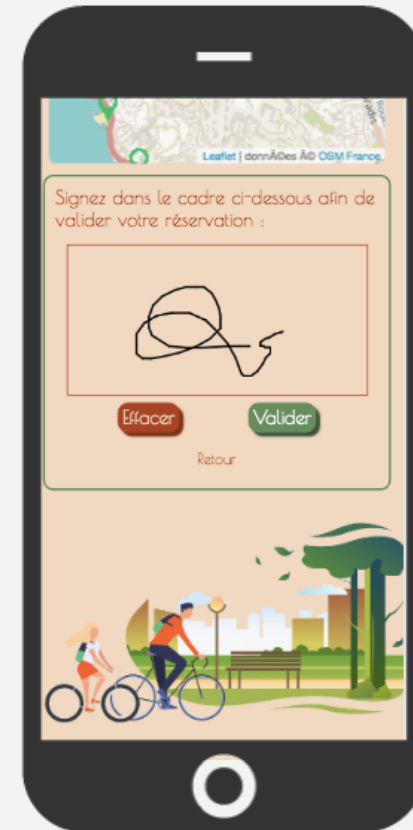 Leaflet | donnÃ©es Â© OSM France
Signez dans le cadre ci-dessous afin de
valider votre réservation :
Effacer
Valider
Retour